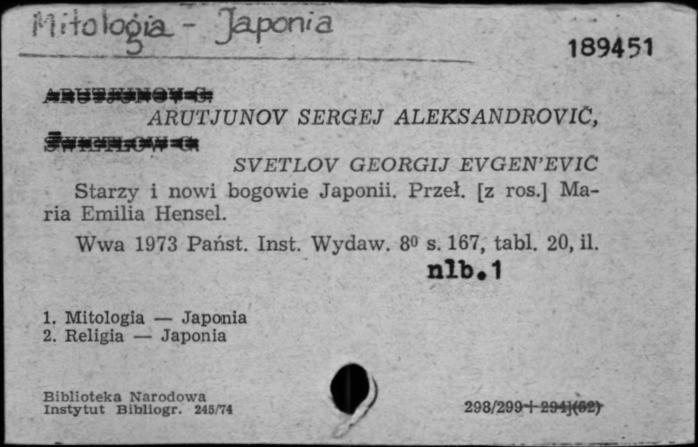 Mitologia - Japonia
189451
ARUTJUNOV S.
ARUTJUNOV SERGEJ ALEKSANDROVIČ,
SVETLOV GEORGIJ EVGEN'EVIČ
Starzy i nowi bogowie Japonii. Przeł. [z ros.] Ma-
ria Emilia Hensel.
Wwa 1973 Państ. Inst. Wydaw. 8⁰ s. 167, tabl. 20, il.
nlb.1
1. Mitologia — Japonia
2. Religia — Japonia
Biblioteka Narodowa
Instytut Bibliogr. 245/74
298/299+294](52)